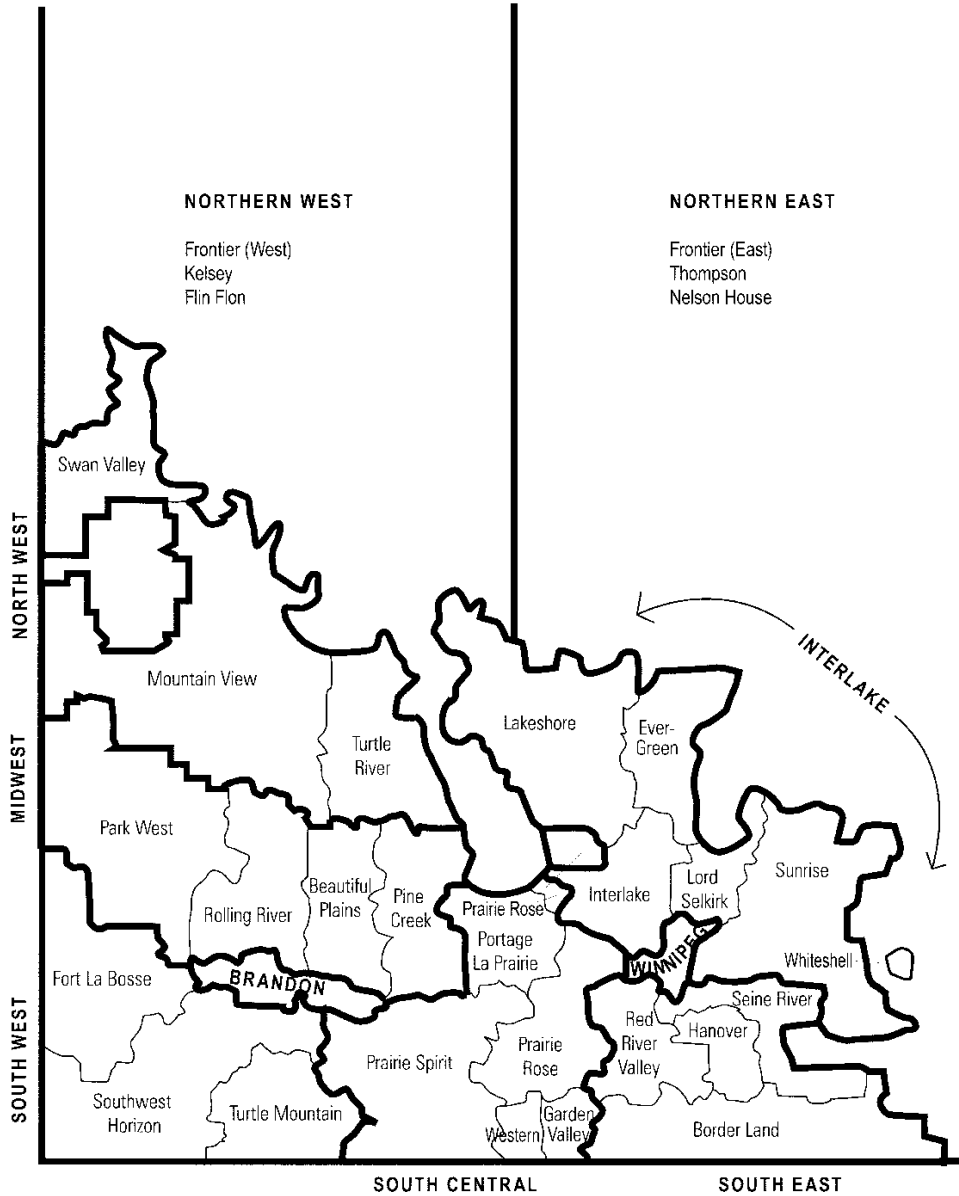 NORTHERN WEST
Frontier (West)
Kelsey
Flin Flon
NORTHERN EAST
Frontier (East)
Thompson
Nelson House
Swan Valley
NORTH WEST
Mountain View
INTERLAKE
Lakeshore
Ever-
Green
Turtle
River
MIDWEST
Park West
Rolling River
Beautiful
Plains
Pine
Creek
Prairie Rose
Portage
La Prairie
Interlake
Lord
Selkirk
Sunrise
Whiteshell
WINNIPEG
BRANDON
Fort La Bosse
Seine River
Hanover
Red
River
Valley
SOUTH WEST
Prairie Spirit
Prairie
Rose
Southwest
Horizon
Turtle Mountain
Western
Garden
Valley
Border Land
SOUTH CENTRAL
SOUTH EAST